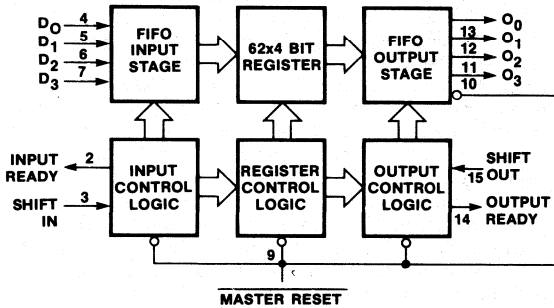 D0 4
D1 5
D2 6
D3 7
FIFO
INPUT
STAGE
62x4 BIT
REGISTER
FIFO
OUTPUT
STAGE
O0
13 O1
12 O2
11 O3
10
INPUT
READY
2
SHIFT
IN
3
INPUT
CONTROL
LOGIC
REGISTER
CONTROL
LOGIC
OUTPUT
CONTROL
LOGIC
SHIFT
OUT
15
OUTPUT
READY
14
9
MASTER RESET